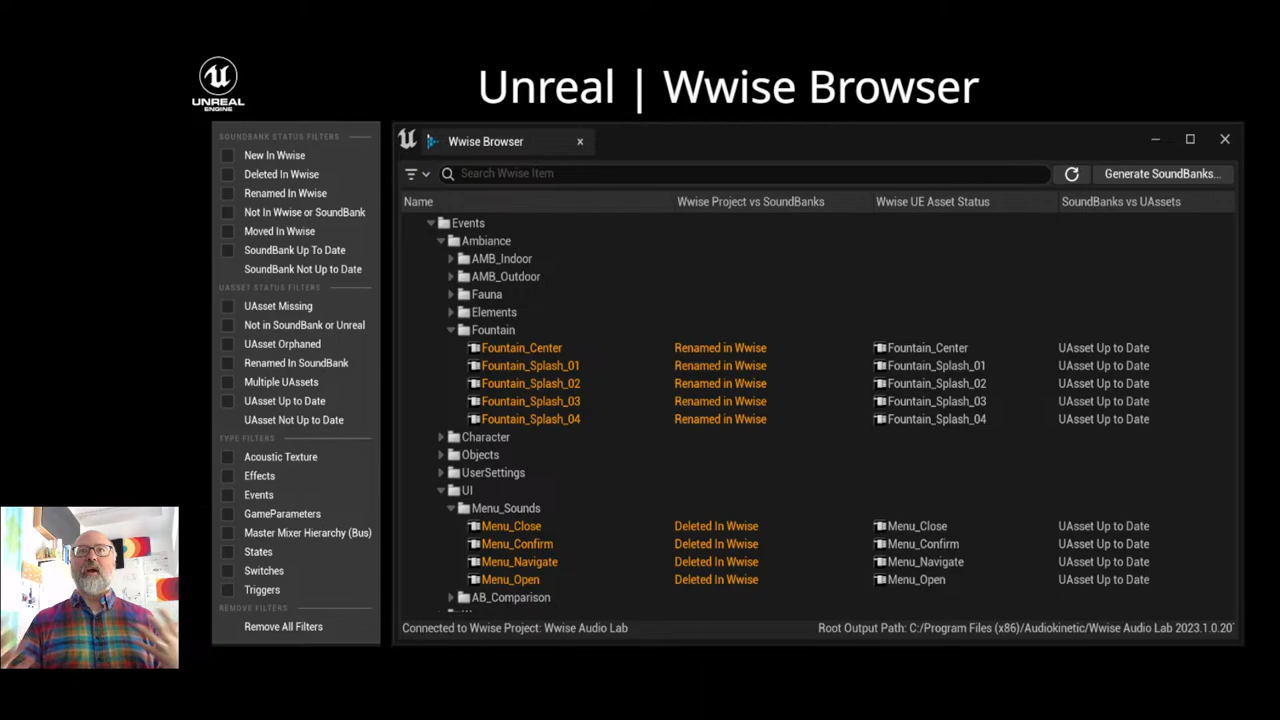 UNREAL
ENGINE
Unreal | Wwise Browser
SOUNDBANK STATUS FILTERS
New In Wwise
Deleted In Wwise
Renamed In Wwise
Not In Wwise or SoundBank
Moved In Wwise
SoundBank Up To Date
SoundBank Not Up to Date
UASSET STATUS FILTERS
UAsset Missing
Not in SoundBank or Unreal
UAsset Orphaned
Renamed In SoundBank
Multiple UAssets
UAsset Up to Date
UAsset Not Up to Date
TYPE FILTERS
Acoustic Texture
Effects
Events
GameParameters
Master Mixer Hierarchy (Bus)
States
Switches
Triggers
REMOVE FILTERS
Remove All Filters
Wwise Browser
Search Wwise Item
Generate SoundBanks...
Name Wwise Project vs SoundBanks Wwise UE Asset Status SoundBanks vs UAssets
Events
Ambiance
AMB_Indoor
AMB_Outdoor
Fauna
Elements
Fountain
Fountain_Center Renamed in Wwise Fountain_Center UAsset Up to Date
Fountain_Splash_01 Renamed in Wwise Fountain_Splash_01 UAsset Up to Date
Fountain_Splash_02 Renamed in Wwise Fountain_Splash_02 UAsset Up to Date
Fountain_Splash_03 Renamed in Wwise Fountain_Splash_03 UAsset Up to Date
Fountain_Splash_04 Renamed in Wwise Fountain_Splash_04 UAsset Up to Date
Character
Objects
UserSettings
UI
Menu_Sounds
Menu_Close Deleted In Wwise Menu_Close UAsset Up to Date
Menu_Confirm Deleted In Wwise Menu_Confirm UAsset Up to Date
Menu_Navigate Deleted In Wwise Menu_Navigate UAsset Up to Date
Menu_Open Deleted In Wwise Menu_Open UAsset Up to Date
AB_Comparison
Connected to Wwise Project: Wwise Audio Lab Root Output Path: C:/Program Files (x86)/Audiokinetic/Wwise Audio Lab 2023.1.0.20